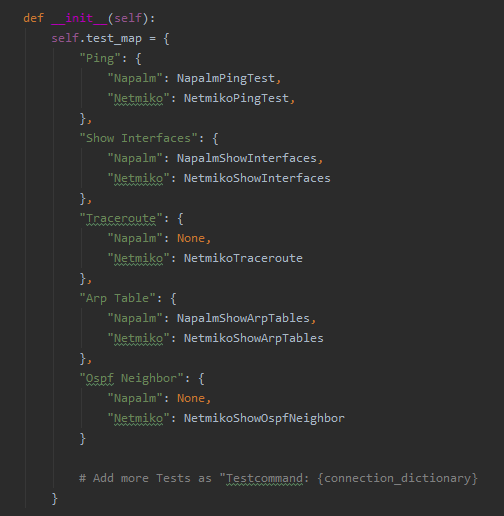 def __init__(self):
self.test_map = {
"Ping": {
"Napalm": NapalmPingTest,
"Netmiko": NetmikoPingTest,
},
"Show Interfaces": {
"Napalm": NapalmShowInterfaces,
"Netmiko": NetmikoShowInterfaces
},
"Traceroute": {
"Napalm": None,
"Netmiko": NetmikoTraceroute
},
"Arp Table": {
"Napalm": NapalmShowArpTables,
"Netmiko": NetmikoShowArpTables
},
"Ospf Neighbor": {
"Napalm": None,
"Netmiko": NetmikoShowOspfNeighbor
}
# Add more Tests as "Testcommand: {connection_dictionary}
}